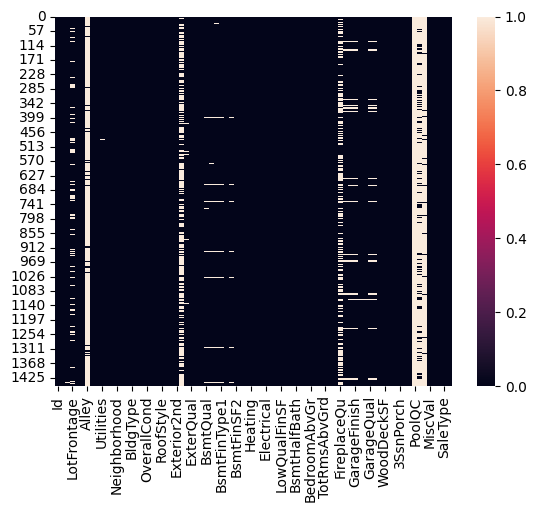 0
57
114
171
228
285
342
399
456
513
570
627
684
741
798
855
912
969
1026
1083
1140
1197
1254
1311
1368
1425
Id
LotFrontage
Alley
Utilities
Neighborhood
BldgType
OverallCond
RoofStyle
Exterior2nd
ExterQual
BsmtQual
BsmtFinType1
BsmtFinSF2
Heating
Electrical
LowQualFinSF
BsmtHalfBath
BedroomAbvGr
TotRmsAbvGrd
FireplaceQu
GarageFinish
GarageQual
WoodDeckSF
3SsnPorch
PoolQC
MiscVal
SaleType
1.0
0.8
0.6
0.4
0.2
0.0